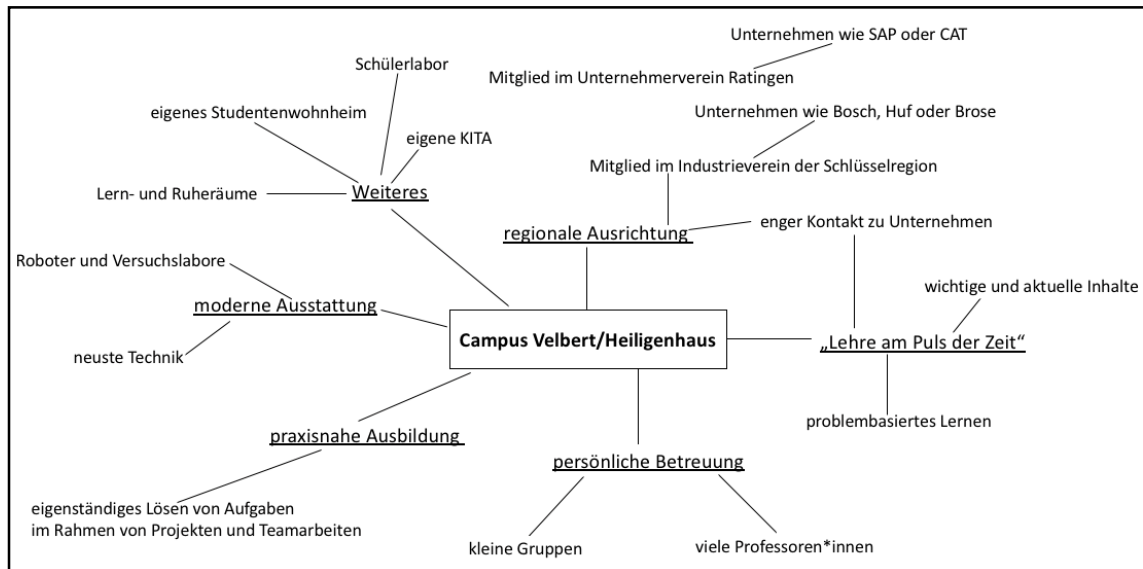 Unternehmen wie SAP oder CAT
Schülerlabor
Mitglied im Unternehmerverein Ratingen
eigenes Studentenwohnheim
Unternehmen wie Bosch, Huf oder Brose
eigene KITA
Mitglied im Industrieverein der Schlüsselregion
Lern- und Ruheräume
Weiteres
enger Kontakt zu Unternehmen
regionale Ausrichtung
Roboter und Versuchslabore
wichtige und aktuelle Inhalte
moderne Ausstattung
Campus Velbert/Heiligenhaus
„Lehre am Puls der Zeit“
neuste Technik
problembasiertes Lernen
praxisnahe Ausbildung
persönliche Betreuung
eigenständiges Lösen von Aufgaben
im Rahmen von Projekten und Teamarbeiten
kleine Gruppen
viele Professoren*innen